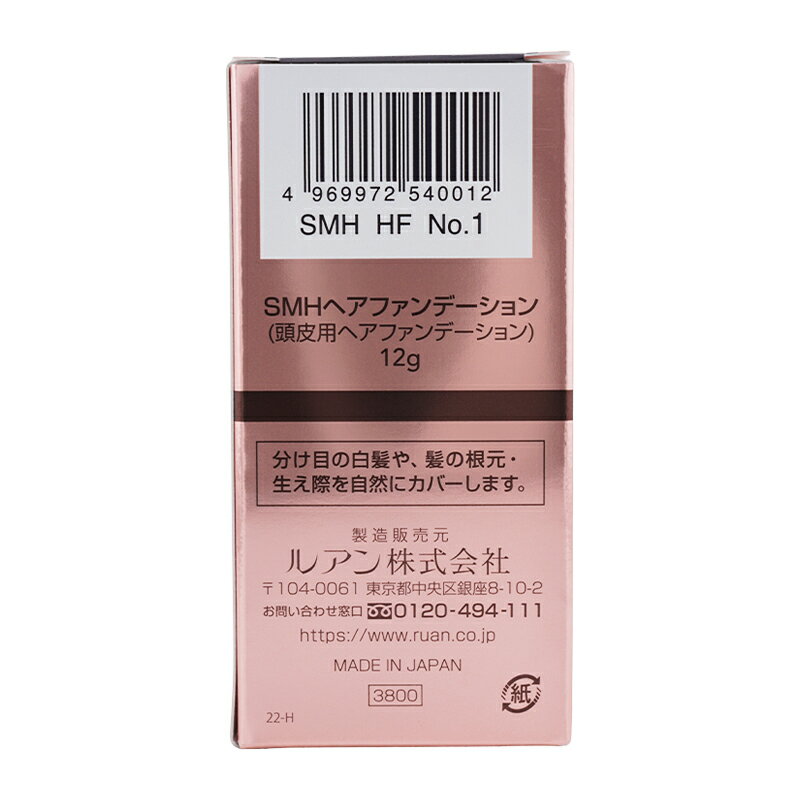 4 969972 540012
SMH HF No.1
SMHヘアファンデーション
(頭皮用ヘアファンデーション)
12g
分け目の白髪や、髪の根元・
生え際を自然にカバーします。
製造販売元
ルアン株式会社
〒104-0061 東京都中央区銀座8-10-2
お問い合わせ窓口 0120-494-111
https://www.ruan.co.jp
MADE IN JAPAN
3800
紙
22-H